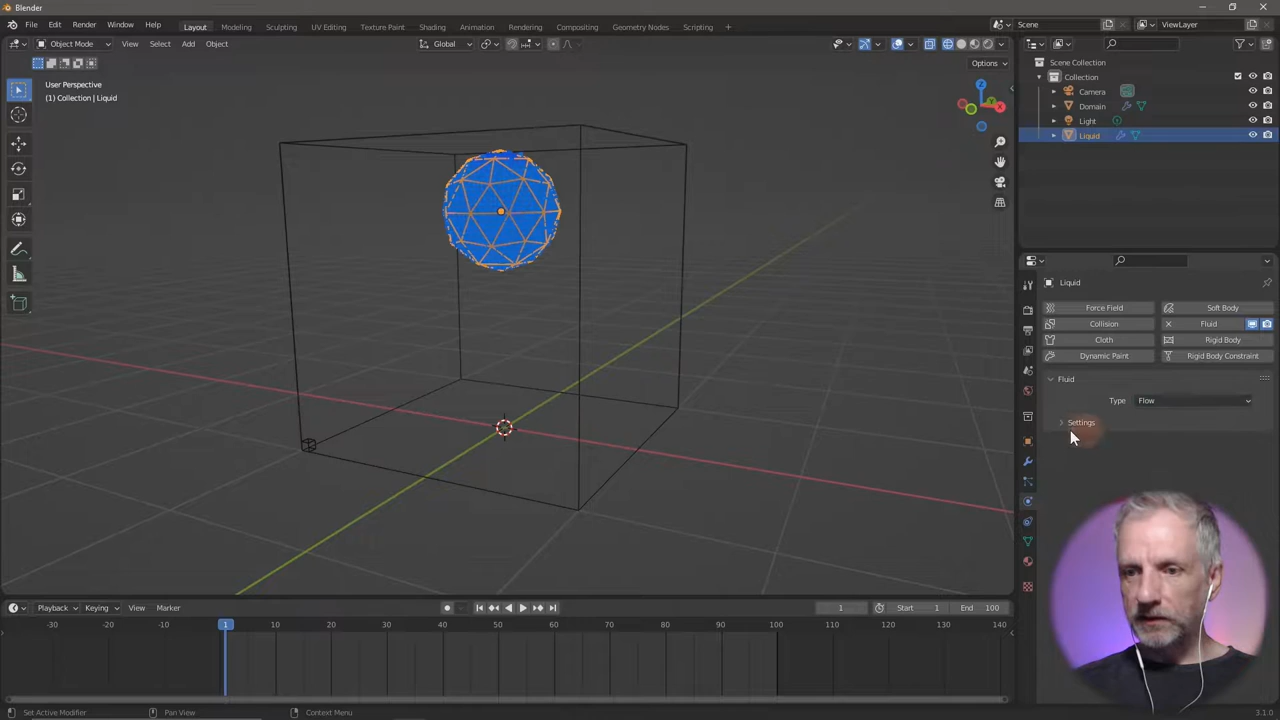 Blender
File Edit Render Window Help
Layout Modeling Sculpting UV Editing Texture Paint Shading Animation Rendering Compositing Geometry Nodes Scripting +
Scene
ViewLayer
Object Mode View Select Add Object
Global
Options
User Perspective
(1) Collection | Liquid
Z
X
Y
Scene Collection
Collection
Camera
Domain
Light
Liquid
Liquid
Force Field
Soft Body
Collision
Fluid
Cloth
Rigid Body
Dynamic Paint
Rigid Body Constraint
Fluid
Type Flow
Settings
Playback Keying View Marker
1
Start 1
End 100
-30 -20 -10 1 10 20 30 40 50 60 70 80 90 100 110 120 130 140
Set Active Modifier
Pan View
Context Menu
3.1.0